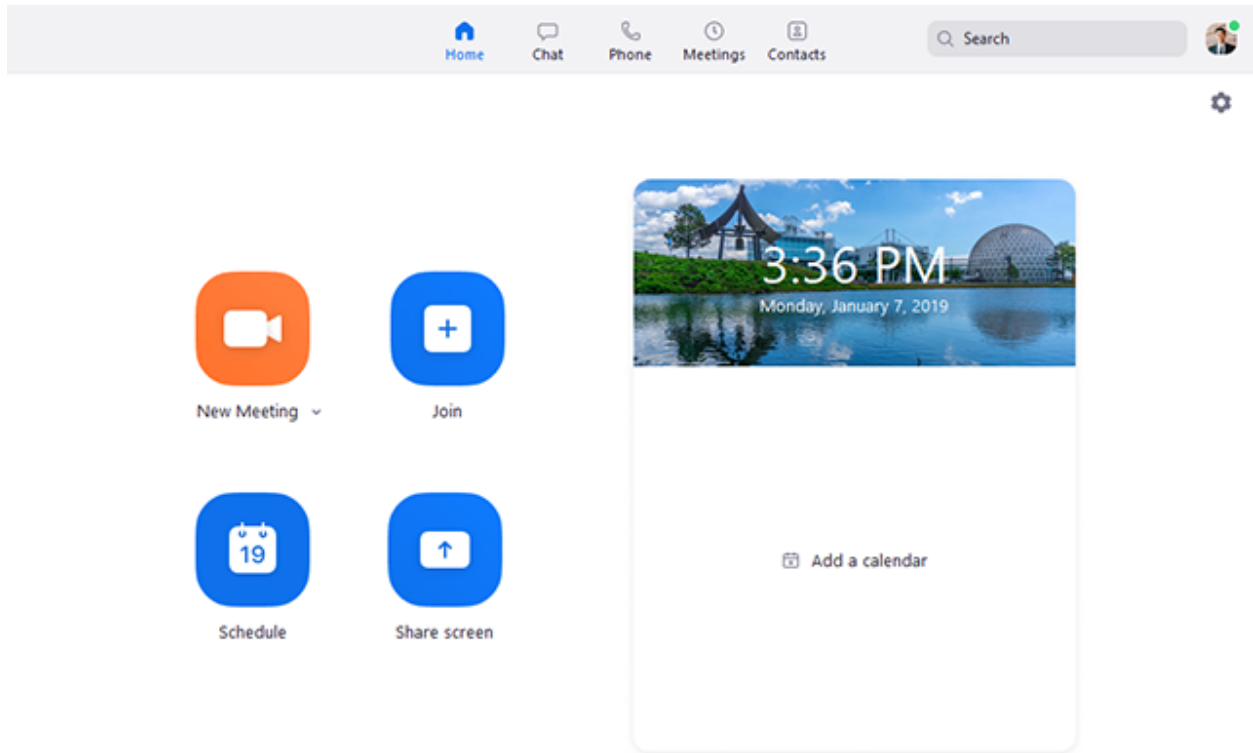 Home
Chat
Phone
Meetings
Contacts
Search
3:36 PM
Monday, January 7, 2019
New Meeting
Join
19
Schedule
Share screen
Add a calendar